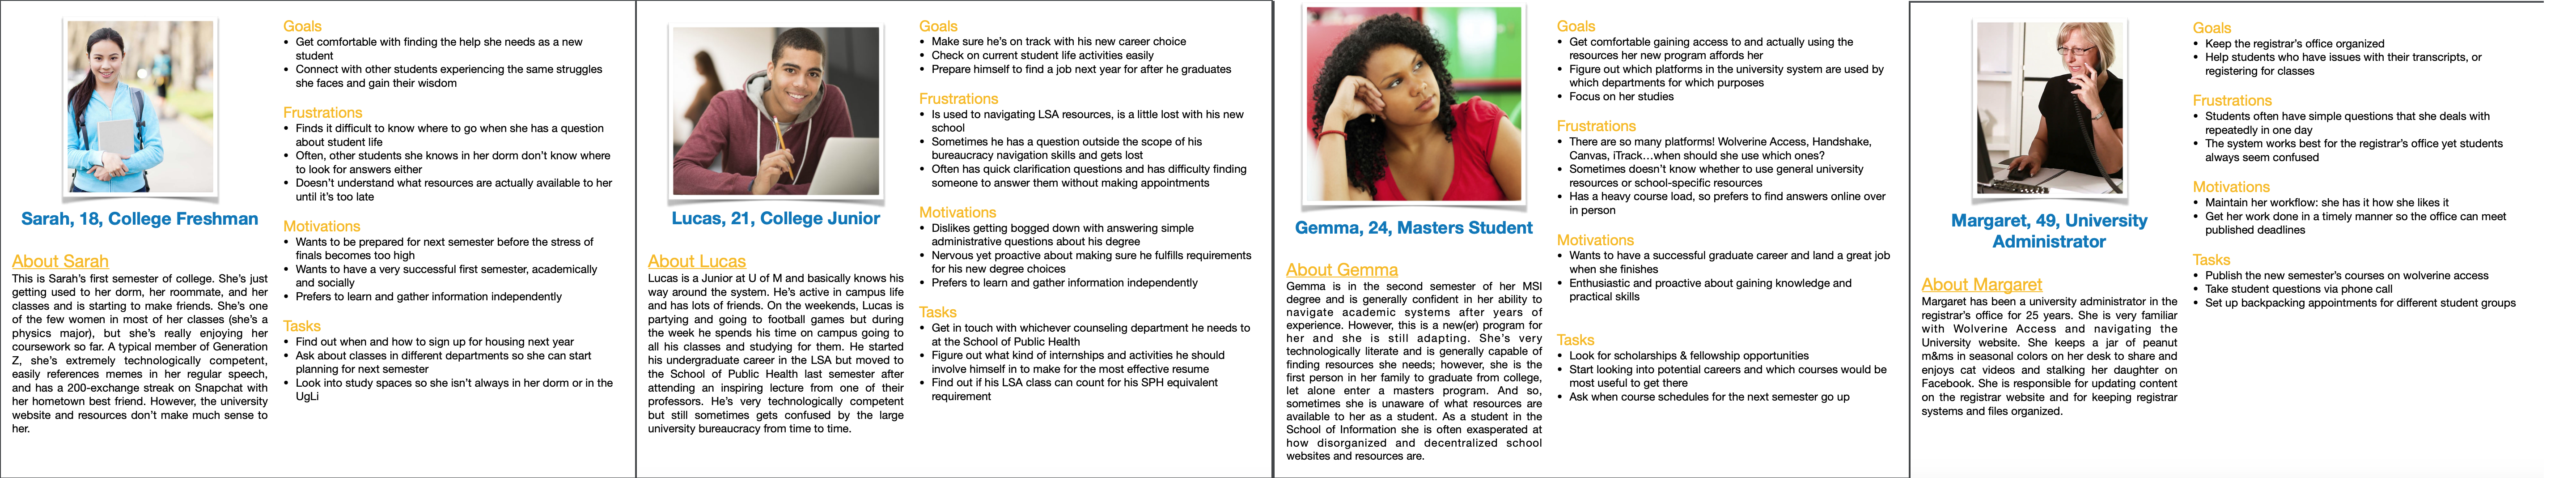 Sarah, 18, College Freshman
About Sarah
This is Sarah's first semester of college. She's just
getting used to her dorm, her roommate, and her
classes and is starting to make friends. She's one
of the few women in most of her classes (she's a
physics major), but she's really enjoying her
coursework so far. A typical member of Generation
Z, she's extremely technologically competent,
easily references memes in her regular speech,
and has a 200-exchange streak on Snapchat with
her hometown best friend. However, the university
website and resources don't make much sense to
her.
Goals
• Get comfortable with finding the help she needs as a new
student
• Connect with other students experiencing the same struggles
she faces and gain their wisdom
Frustrations
• Finds it difficult to know where to go when she has a question
about student life
• Often, other students she knows in her dorm don't know where
to look for answers either
• Doesn't understand what resources are actually available to her
until it's too late
Motivations
• Wants to be prepared for next semester before the stress of
finals becomes too high
• Wants to have a very successful first semester, academically
and socially
• Prefers to learn and gather information independently
Tasks
• Find out when and how to sign up for housing next year
• Ask about classes in different departments so she can start
planning for next semester
• Look into study spaces so she isn't always in her dorm or in the
UgLi
Lucas, 21, College Junior
About Lucas
Lucas is a Junior at U of M and basically knows his
way around the system. He's active in campus life
and has lots of friends. On the weekends, Lucas is
partying and going to football games but during
the week he spends his time on campus going to
all his classes and studying for them. He started
his undergraduate career in the LSA but moved to
the School of Public Health last semester after
attending an inspiring lecture from one of their
professors. He's very technologically competent
but still sometimes gets confused by the large
university bureaucracy from time to time.
Goals
• Make sure he's on track with his new career choice
• Check on current student life activities easily
• Prepare himself to find a job next year for after he graduates
Frustrations
• Is used to navigating LSA resources, is a little lost with his new
school
• Sometimes he has a question outside the scope of his
bureaucracy navigation skills and gets lost
• Often has quick clarification questions and has difficulty finding
someone to answer them without making appointments
Motivations
• Dislikes getting bogged down with answering simple
administrative questions about his degree
• Nervous yet proactive about making sure he fulfills requirements
for his new degree choices
• Prefers to learn and gather information independently
Tasks
• Get in touch with whichever counseling department he needs to
at the School of Public Health
• Figure out what kind of internships and activities he should
involve himself in to make for the most effective resume
• Find out if his LSA class can count for his SPH equivalent
requirement
Gemma, 24, Masters Student
About Gemma
Gemma is in the second semester of her MSI
degree and is generally confident in her ability to
navigate academic systems after years of
experience. However, this is a new(er) program for
her and she is still adapting. She's very
technologically literate and is generally capable of
finding resources she needs; however, she is the
first person in her family to graduate from college,
let alone enter a masters program. And so,
sometimes she is unaware of what resources are
available to her as a student. As a student in the
School of Information she is often exasperated at
how disorganized and decentralized school
websites and resources are.
Goals
• Get comfortable gaining access to and actually using the
resources her new program affords her
• Figure out which platforms in the university system are used by
which departments for which purposes
• Focus on her studies
Frustrations
• There are so many platforms! Wolverine Access, Handshake,
Canvas, iTrack…when should she use which ones?
• Sometimes doesn't know whether to use general university
resources or school-specific resources
• Has a heavy course load, so prefers to find answers online over
in person
Motivations
• Wants to have a successful graduate career and land a great job
when she finishes
• Enthusiastic and proactive about gaining knowledge and
practical skills
Tasks
• Look for scholarships & fellowship opportunities
• Start looking into potential careers and which courses would be
most useful to get there
• Ask when course schedules for the next semester go up
Margaret, 49, University
Administrator
About Margaret
Margaret has been a university administrator in the
registrar's office for 25 years. She is very familiar
with Wolverine Access and navigating the
University website. She keeps a jar of peanut
m&ms in seasonal colors on her desk to share and
enjoys cat videos and stalking her daughter on
Facebook. She is responsible for updating content
on the registrar website and for keeping registrar
systems and files organized.
Goals
• Keep the registrar's office organized
• Help students who have issues with their transcripts, or
registering for classes
Frustrations
• Students often have simple questions that she deals with
repeatedly in one day
• The system works best for the registrar's office yet students
always seem confused
Motivations
• Maintain her workflow: she has it how she likes it
• Get her work done in a timely manner so the office can meet
published deadlines
Tasks
• Publish the new semester's courses on wolverine access
• Take student questions via phone call
• Set up backpacking appointments for different student groups